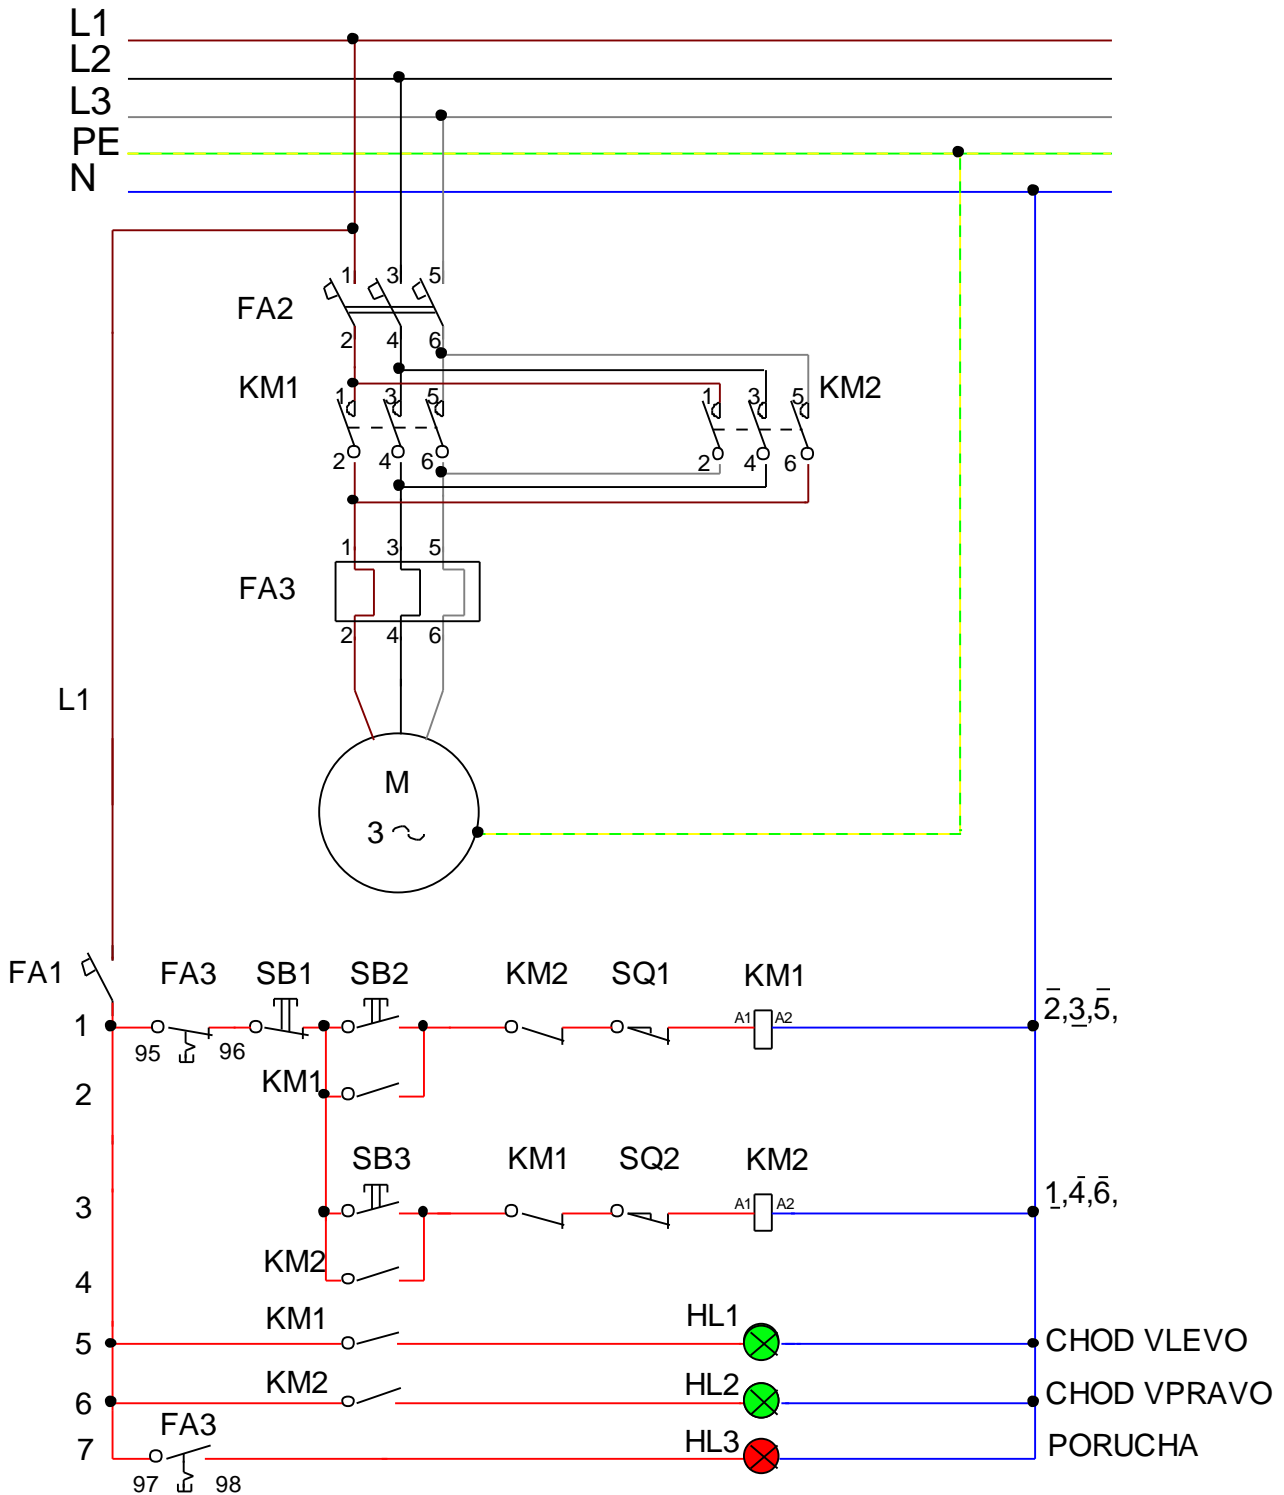 L1
L2
L3
PE
N
1 3 5
FA2
2 4 6
KM1 1 3 5 1 3 5 KM2
2 4 6 2 4 6
1 3 5
FA3
2 4 6
L1
M
3
FA1 FA3 SB1 SB2 KM2 SQ1 KM1
1 95 96 A1 A2 2,3,5,
2 KM1
SB3 KM1 SQ2 KM2
3 A1 A2 1,4,6,
4 KM2
5 KM1 HL1 CHOD VLEVO
6 KM2 HL2 CHOD VPRAVO
7 FA3 HL3 PORUCHA
97 98